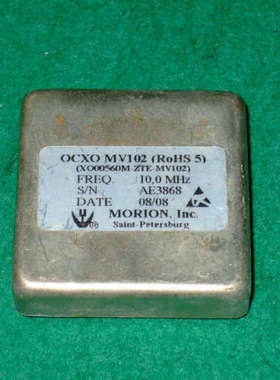 OCXO MV102 (RoHS 5)
(XO00560M-ZTE-MV102)
FREQ. 10,0 MHz
S/N AE3868
DATE 08/08
MORION, Inc.
Saint-Petersburg